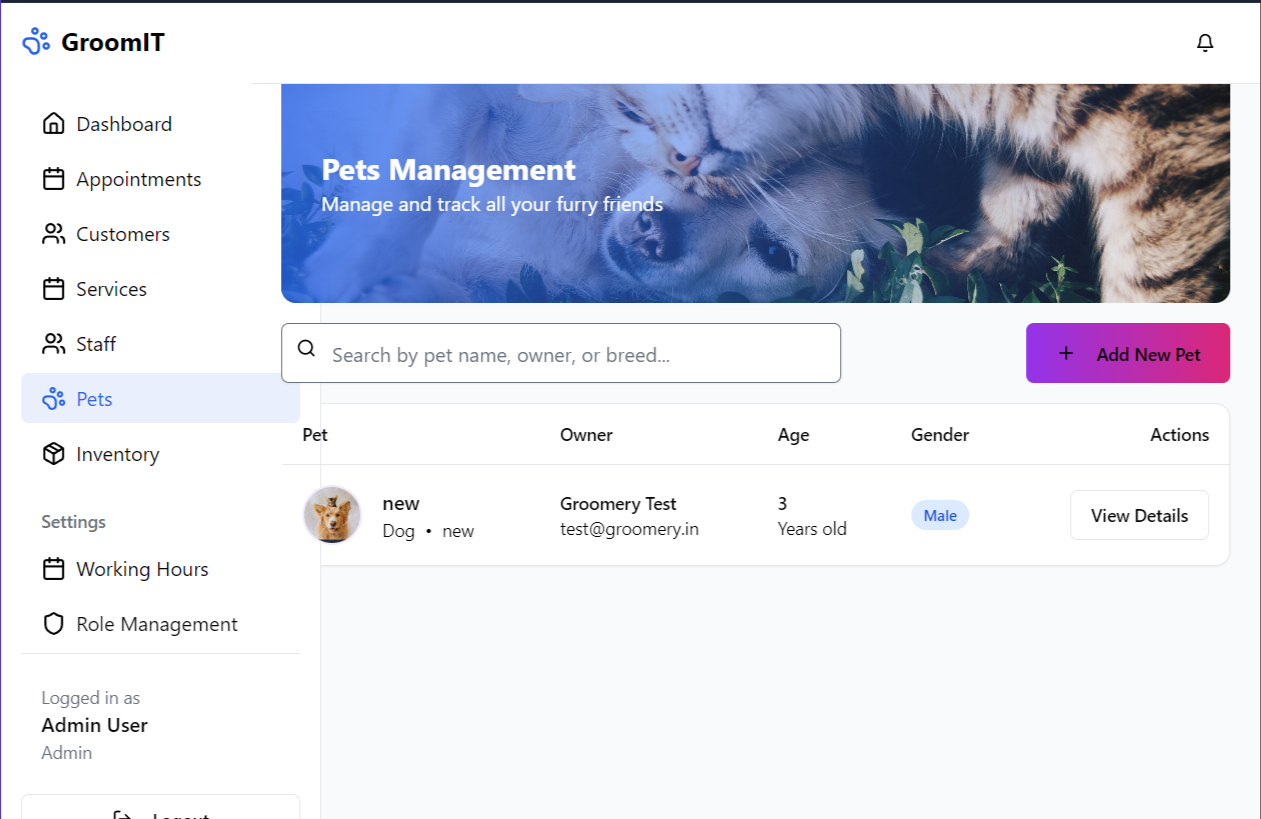 GroomIT
Dashboard
Appointments
Customers
Services
Staff
Pets
Inventory
Settings
Working Hours
Role Management
Logged in as
Admin User
Admin
Logout
Pets Management
Manage and track all your furry friends
Search by pet name, owner, or breed...
+ Add New Pet
Pet Owner Age Gender Actions
new Groomery Test 3 Male View Details
Dog • new test@groomery.in Years old